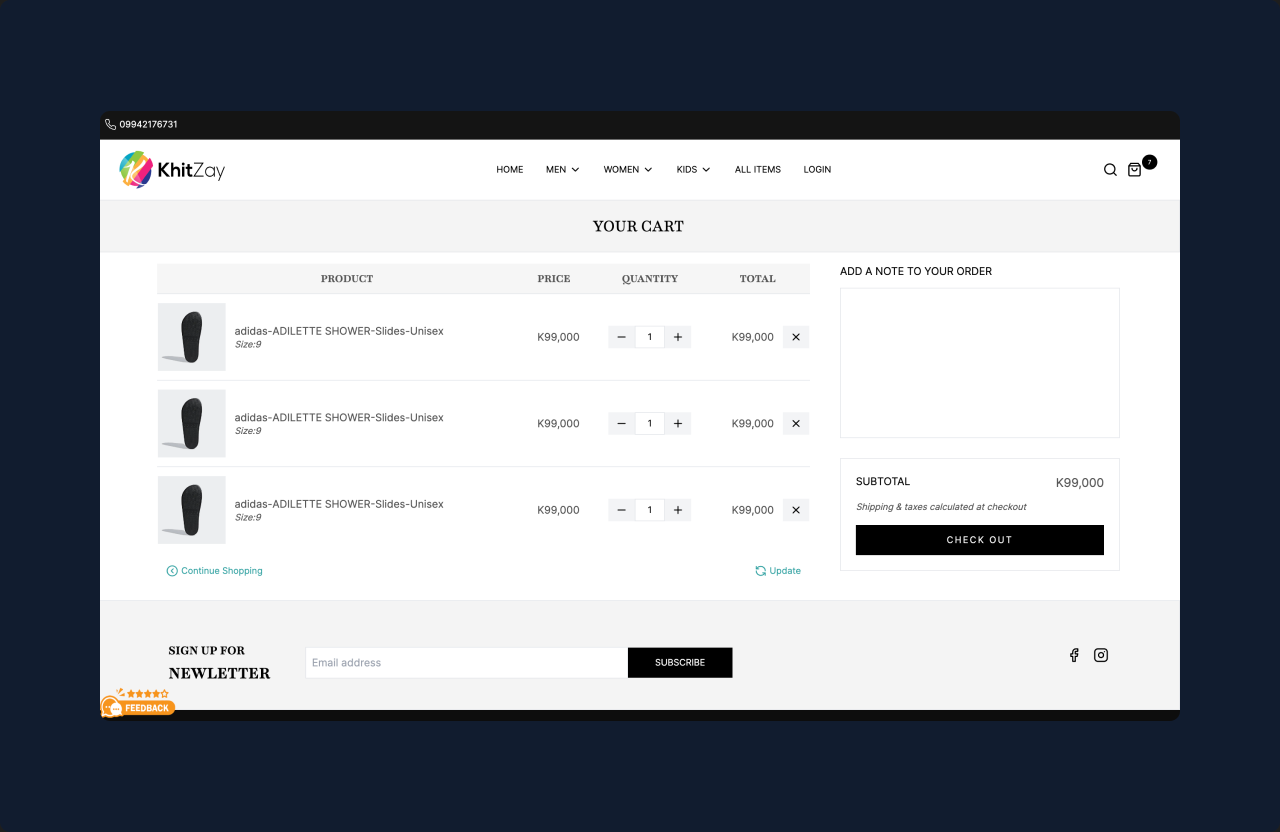 09942176731
KhitZay
HOME MEN WOMEN KIDS ALL ITEMS LOGIN
7
YOUR CART
PRODUCT PRICE QUANTITY TOTAL
adidas-ADILETTE SHOWER-Slides-Unisex
Size:9
K99,000 − 1 + K99,000 ×
adidas-ADILETTE SHOWER-Slides-Unisex
Size:9
K99,000 − 1 + K99,000 ×
adidas-ADILETTE SHOWER-Slides-Unisex
Size:9
K99,000 − 1 + K99,000 ×
Continue Shopping
Update
ADD A NOTE TO YOUR ORDER
SUBTOTAL K99,000
Shipping & taxes calculated at checkout
CHECK OUT
SIGN UP FOR
NEWLETTER
Email address
SUBSCRIBE
FEEDBACK